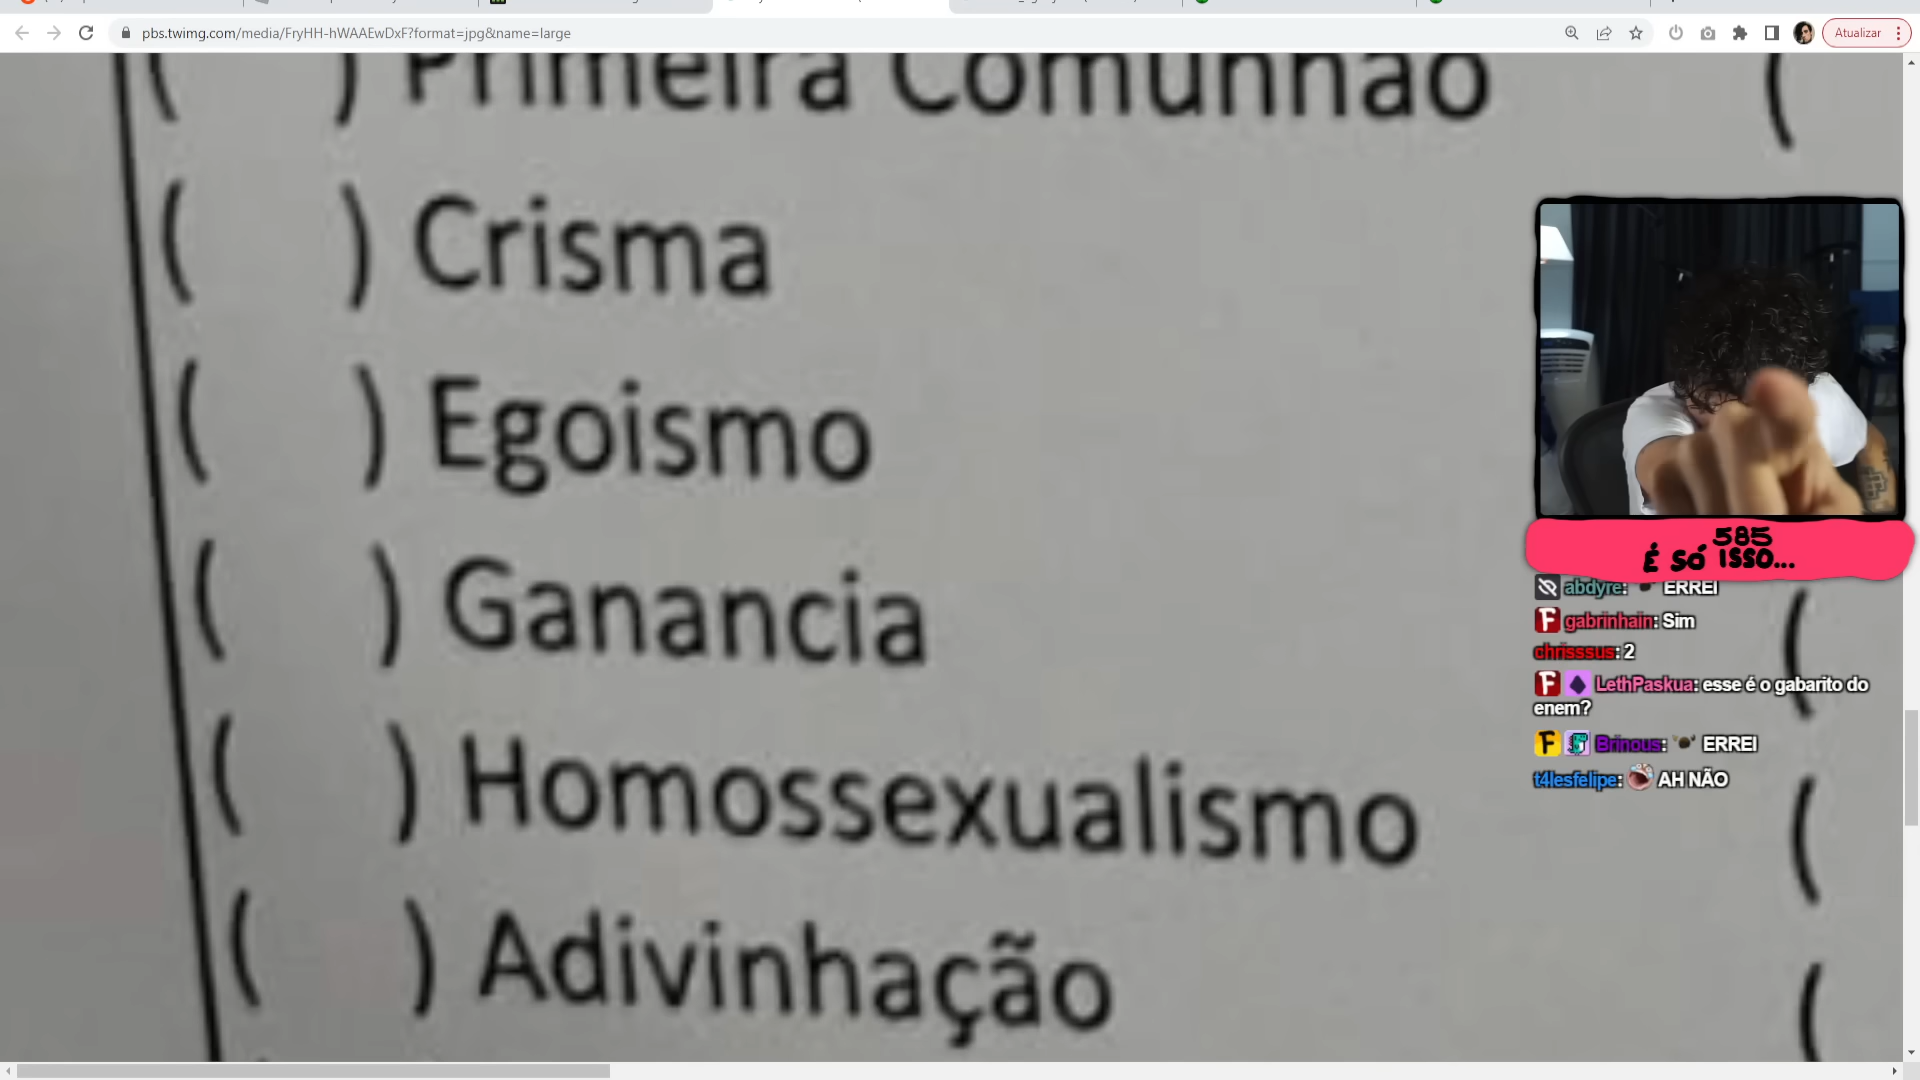 pbs.twimg.com/media/FryHH-hWAAEwDxF?format=jpg&name=large
Atualizar
( ) Primeira Comunhão (
( ) Crisma
( ) Egoismo
( ) Ganancia
( ) Homossexualismo
( ) Adivinhação
585
É SÓ ISSO...
abdyre: ERREI
gabrinhain: Sim
chrisssus: 2
LethPaskua: esse é o gabarito do
enem?
Brinous: ERREI
t4lesfelipe: AH NÃO